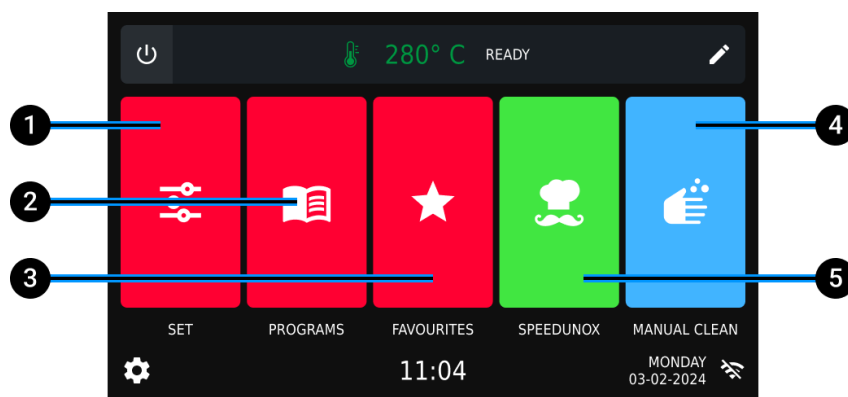 280° C READY
1
4
2
3
5
SET PROGRAMS FAVOURITES SPEEDUNOX MANUAL CLEAN
11:04
MONDAY
03-02-2024